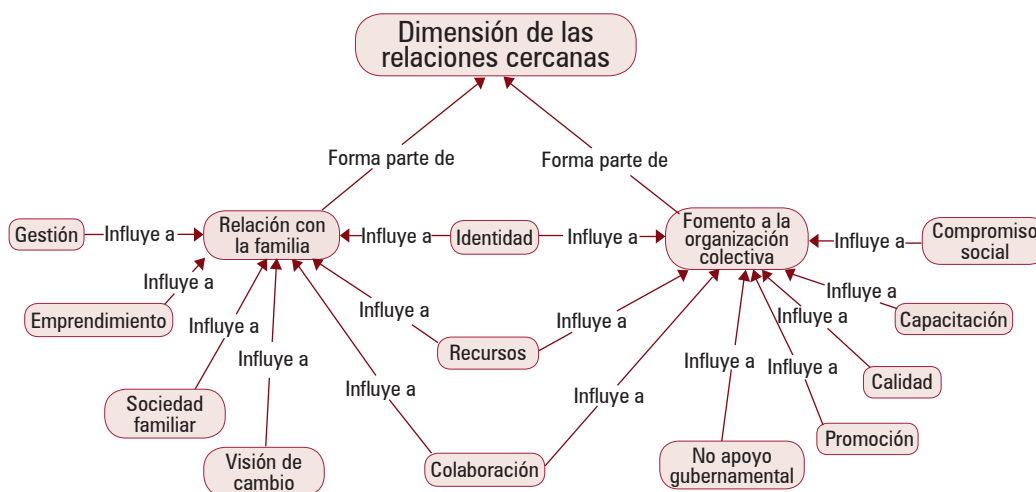 Dimensión de las
relaciones cercanas
Forma parte de
Forma parte de
Gestión
Influye a
Relación con
la familia
Influye a
Identidad
Influye a
Fomento a la
organización
colectiva
Influye a
Compromiso
social
Emprendimiento
Influye a
Influye a
Influye a
Influye a
Recursos
Influye a
Influye a
Capacitación
Influye a
Influye a
Calidad
Sociedad
familiar
Influye a
Influye a
Influye a
Promoción
Visión de
cambio
Colaboración
No apoyo
gubernamental